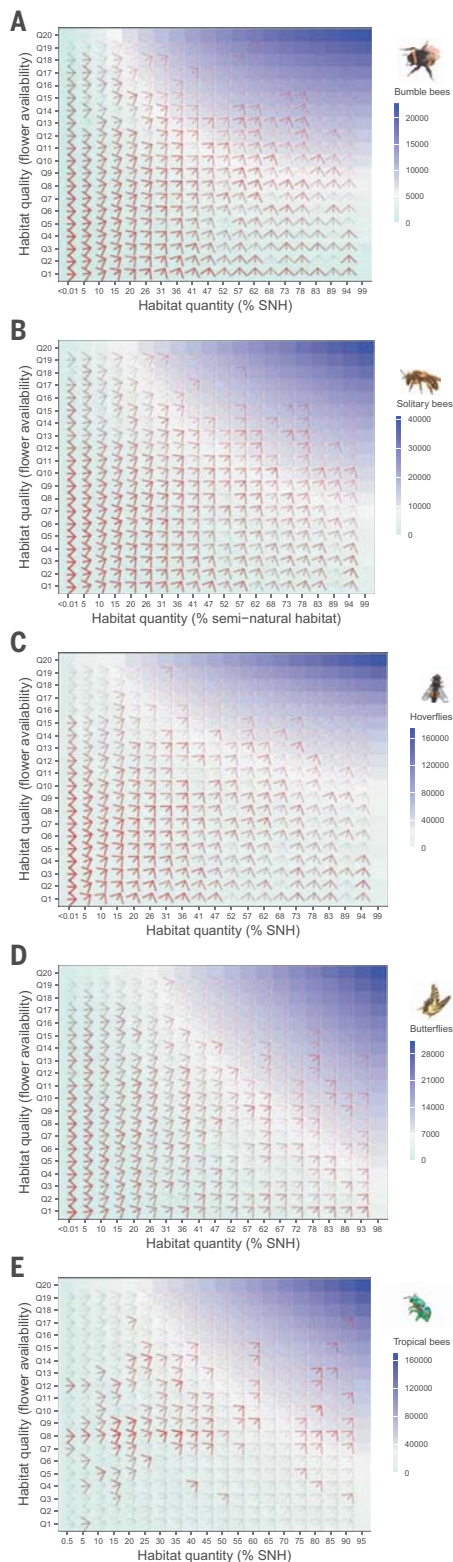 A
Habitat quality (flower availability)
Q20
Q19
Q18
Q17
Q16
Q15
Q14
Q13
Q12
Q11
Q10
Q9
Q8
Q7
Q6
Q5
Q4
Q3
Q2
Q1
<0.01 5 10 15 20 26 31 36 41 47 52 57 62 68 73 78 83 89 94 99
Habitat quantity (% SNH)
Bumble bees
20000
15000
10000
5000
0
B
Habitat quality (flower availability)
Q20
Q19
Q18
Q17
Q16
Q15
Q14
Q13
Q12
Q11
Q10
Q9
Q8
Q7
Q6
Q5
Q4
Q3
Q2
Q1
<0.01 5 10 15 20 26 31 36 41 47 52 57 62 68 73 78 83 89 94 99
Habitat quantity (% semi−natural habitat)
Solitary bees
40000
30000
20000
10000
0
C
Habitat quality (flower availability)
Q20
Q19
Q18
Q17
Q16
Q15
Q14
Q13
Q12
Q11
Q10
Q9
Q8
Q7
Q6
Q5
Q4
Q3
Q2
Q1
<0.01 5 10 15 20 26 31 36 41 47 52 57 62 68 73 78 83 89 94 99
Habitat quantity (% SNH)
Hoverflies
160000
120000
80000
40000
0
D
Habitat quality (flower availability)
Q20
Q19
Q18
Q17
Q16
Q15
Q14
Q13
Q12
Q11
Q10
Q9
Q8
Q7
Q6
Q5
Q4
Q3
Q2
Q1
<0.01 5 10 15 21 26 31 36 41 46 52 57 62 67 72 78 83 88 93 98
Habitat quantity (% SNH)
Butterflies
28000
21000
14000
7000
0
E
Habitat quality (flower availability)
Q20
Q19
Q18
Q17
Q16
Q15
Q14
Q13
Q12
Q11
Q10
Q9
Q8
Q7
Q6
Q5
Q4
Q3
Q2
Q1
0.5 5 10 15 20 25 30 35 40 45 50 55 60 65 70 75 80 85 90 95
Habitat quantity (% SNH)
Tropical bees
160000
120000
80000
40000
0